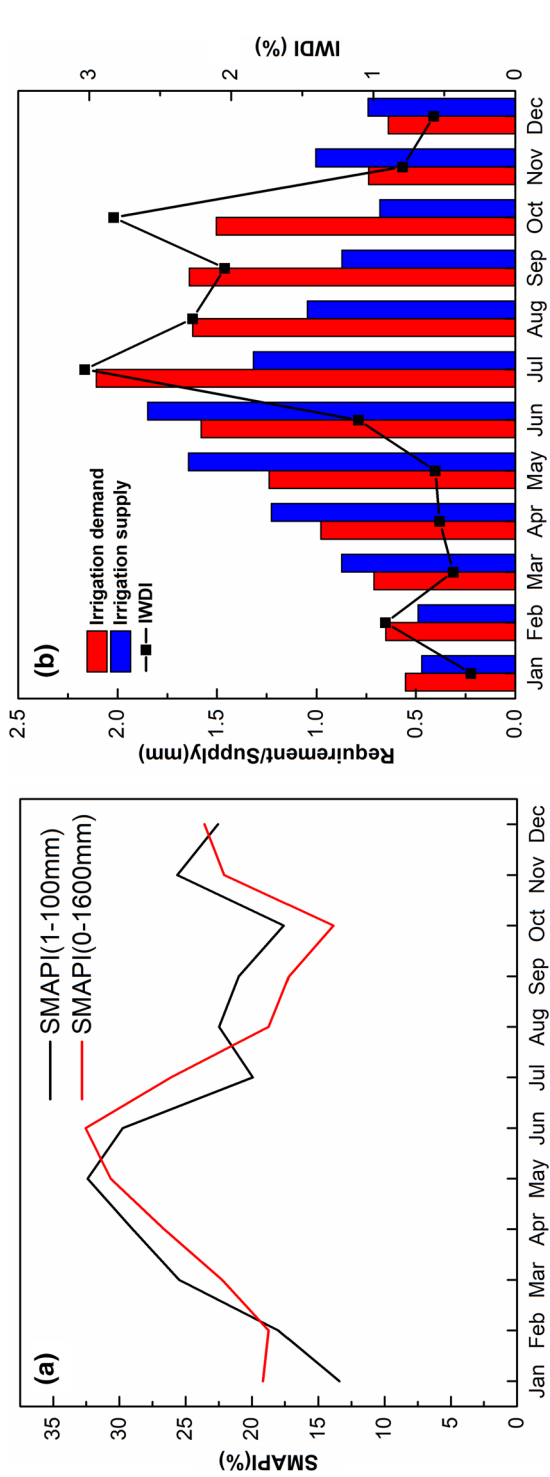 (a)
SMAPI(1-100mm)
SMAPI(0-1600mm)
SMAPI(%)
35
30
25
20
15
10
5
0
Jan Feb Mar Apr May Jun Jul Aug Sep Oct Nov Dec
(b)
Irrigation demand
Irrigation supply
IWDI
Requirement/Supply(mm)
2.5
2.0
1.5
1.0
0.5
0.0
IWDI (%)
3
2
1
0
Jan Feb Mar Apr May Jun Jul Aug Sep Oct Nov Dec